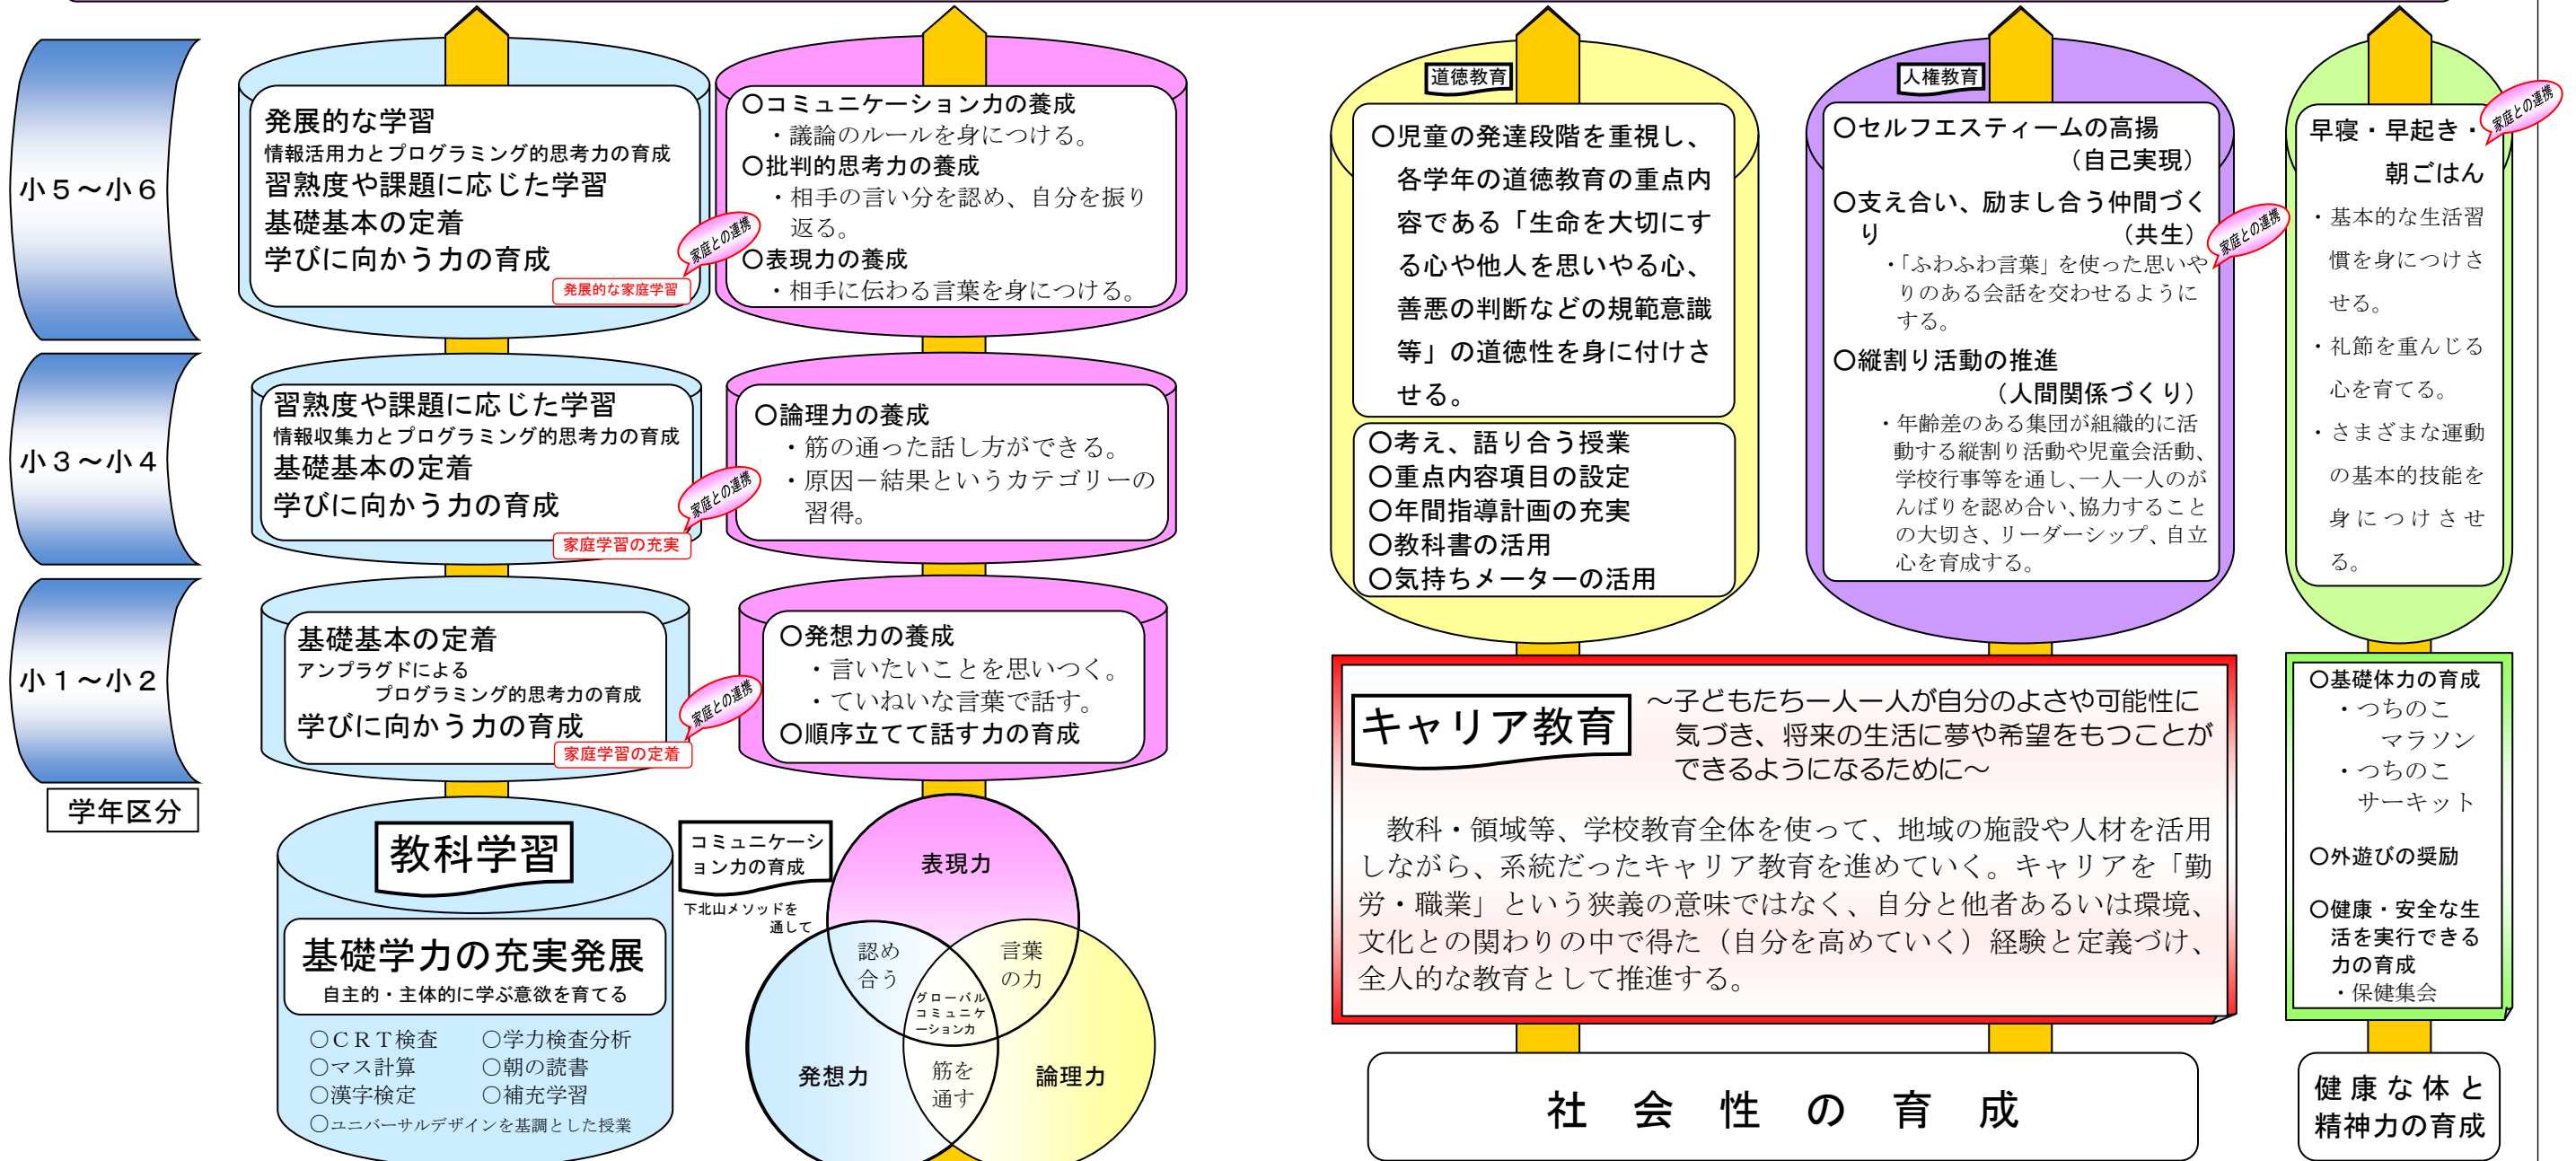 小５～小６
発展的な学習
情報活用力とプログラミング的思考力の育成
習熟度や課題に応じた学習
基礎基本の定着
学びに向かう力の育成
発展的な家庭学習
家庭との連携
〇コミュニケーション力の養成
・議論のルールを身につける。
〇批判的思考力の養成
・相手の言い分を認め、自分を振り
返る。
〇表現力の養成
・相手に伝わる言葉を身につける。
小３～小４
習熟度や課題に応じた学習
情報収集力とプログラミング的思考力の育成
基礎基本の定着
学びに向かう力の育成
家庭学習の充実
家庭との連携
〇論理力の養成
・筋の通った話し方ができる。
・原因－結果というカテゴリーの
習得。
小１～小２
基礎基本の定着
アンプラグドによる
プログラミング的思考力の育成
学びに向かう力の育成
家庭学習の定着
家庭との連携
〇発想力の養成
・言いたいことを思いつく。
・ていねいな言葉で話す。
〇順序立てて話す力の育成
学年区分
教科学習
基礎学力の充実発展
自主的・主体的に学ぶ意欲を育てる
〇ＣＲＴ検査　〇学力検査分析
〇マス計算　〇朝の読書
〇漢字検定　〇補充学習
〇ユニバーサルデザインを基調とした授業
コミュニケーシ
ョン力の育成
下北山メソッドを
通して
表現力
認め
合う
言葉
の力
グローバル
コミュニケ
ーション力
発想力
筋を
通す
論理力
道徳教育
〇児童の発達段階を重視し、
各学年の道徳教育の重点内
容である「生命を大切にす
る心や他人を思いやる心、
善悪の判断などの規範意識
等」の道徳性を身に付けさ
せる。
〇考え、語り合う授業
〇重点内容項目の設定
〇年間指導計画の充実
〇教科書の活用
〇気持ちメーターの活用
人権教育
〇セルフエスティームの高揚
（自己実現）
〇支え合い、励まし合う仲間づく
り　（共生）
・「ふわふわ言葉」を使った思いや
りのある会話を交わせるように
する。
〇縦割り活動の推進
（人間関係づくり）
・年齢差のある集団が組織的に活
動する縦割り活動や児童会活動、
学校行事等を通し、一人一人のが
んばりを認め合い、協力すること
の大切さ、リーダーシップ、自立
心を育成する。
家庭との連携
家庭との連携
早寝・早起き・
朝ごはん
・基本的な生活習
慣を身につけさ
せる。
・礼節を重んじる
心を育てる。
・さまざまな運動
の基本的技能を
身につけさせ
る。
キャリア教育
～子どもたち一人一人が自分のよさや可能性に
気づき、将来の生活に夢や希望をもつことが
できるようになるために～
教科・領域等、学校教育全体を使って、地域の施設や人材を活用
しながら、系統だったキャリア教育を進めていく。キャリアを「勤
労・職業」という狭義の意味ではなく、自分と他者あるいは環境、
文化との関わりの中で得た（自分を高めていく）経験と定義づけ、
全人的な教育として推進する。
〇基礎体力の育成
・つちのこ
マラソン
・つちのこ
サーキット
〇外遊びの奨励
〇健康・安全な生
活を実行できる
力の育成
・保健集会
社会性の育成
健康な体と
精神力の育成